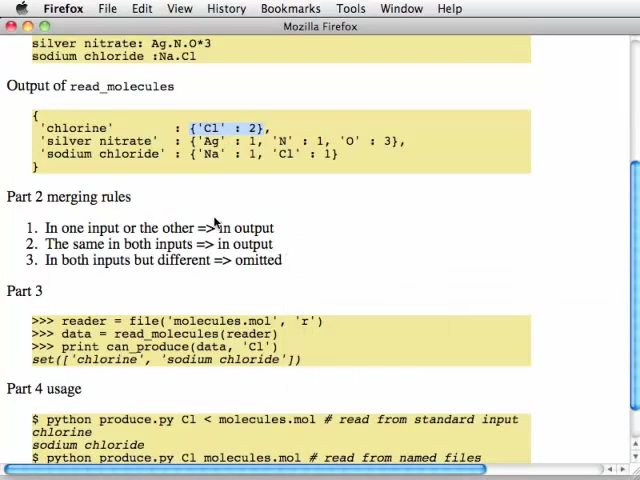 Firefox File Edit View History Bookmarks Tools Window Help
Mozilla Firefox
silver nitrate: Ag.N.O*3
sodium chloride :Na.Cl
Output of read_molecules
{
'chlorine' : {'Cl' : 2},
'silver nitrate' : {'Ag' : 1, 'N' : 1, 'O' : 3},
'sodium chloride' : {'Na' : 1, 'Cl' : 1}
}
Part 2 merging rules
1. In one input or the other => in output
2. The same in both inputs => in output
3. In both inputs but different => omitted
Part 3
>>> reader = file('molecules.mol', 'r')
>>> data = read_molecules(reader)
>>> print can_produce(data, 'Cl')
set(['chlorine', 'sodium chloride'])
Part 4 usage
$ python produce.py Cl < molecules.mol # read from standard input
chlorine
sodium chloride
$ python produce.py Cl molecules.mol # read from named files